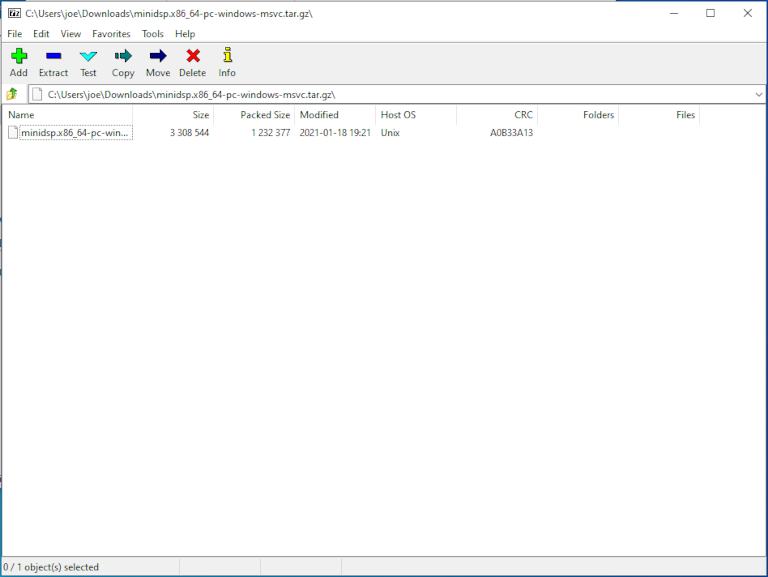 7z C:\Users\joe\Downloads\minidsp.x86_64-pc-windows-msvc.tar.gz\
File Edit View Favorites Tools Help
Add Extract Test Copy Move Delete Info
C:\Users\joe\Downloads\minidsp.x86_64-pc-windows-msvc.tar.gz\
Name Size Packed Size Modified Host OS CRC Folders Files
minidsp.x86_64-pc-win... 3 308 544 1 232 377 2021-01-18 19:21 Unix A0B33A13
0 / 1 object(s) selected